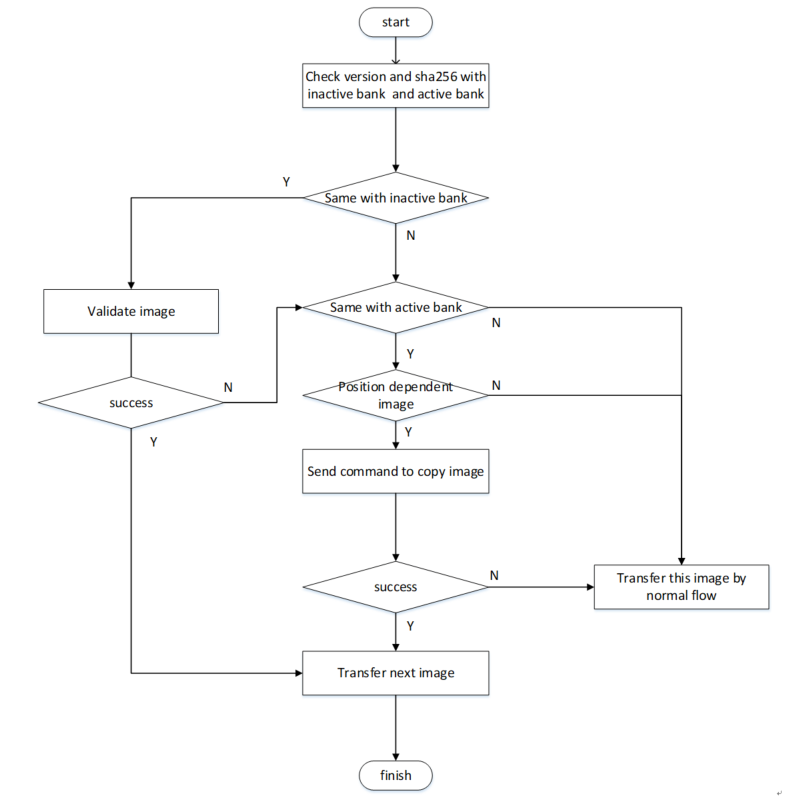 start
Check version and sha256 with
inactive bank and active bank
Y
Same with inactive bank
N
Validate image
Same with active bank
N
Y
N
success
Y
Position dependent
image
N
Y
Send command to copy image
success
N
Y
Transfer this image by
normal flow
Transfer next image
finish